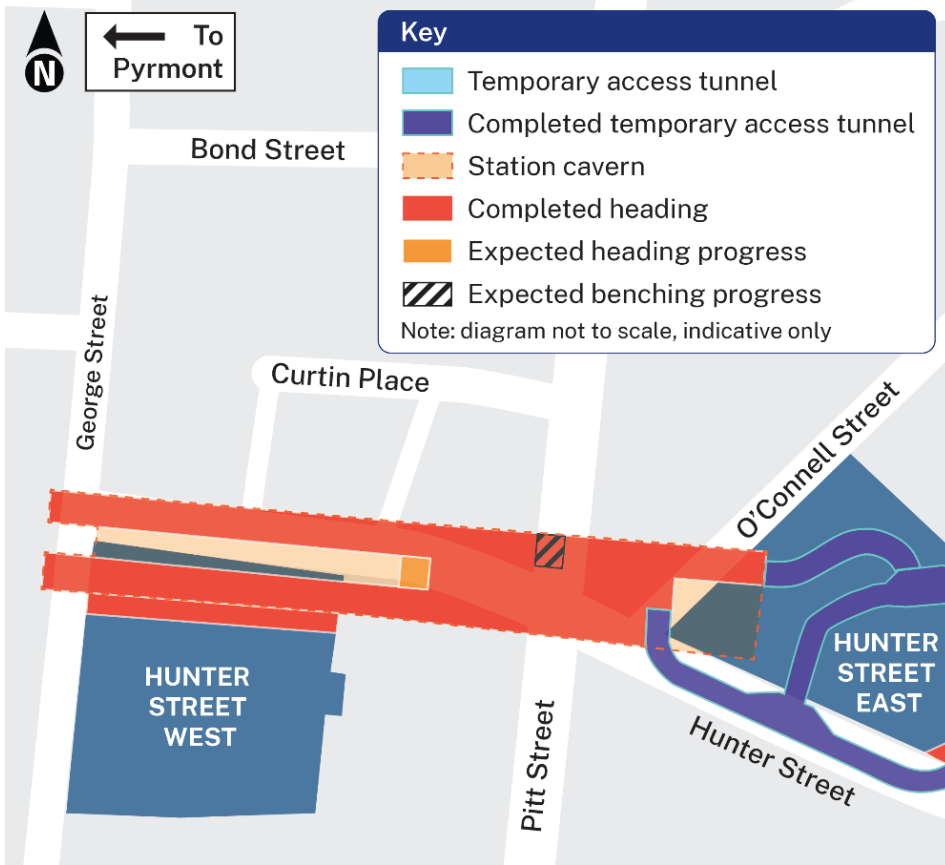 N
To
Pyrmont
Key
Temporary access tunnel
Completed temporary access tunnel
Station cavern
Completed heading
Expected heading progress
Expected benching progress
Note: diagram not to scale, indicative only
Bond Street
George Street
Curtin Place
O'Connell Street
HUNTER
STREET
WEST
HUNTER
STREET
EAST
Pitt Street
Hunter Street